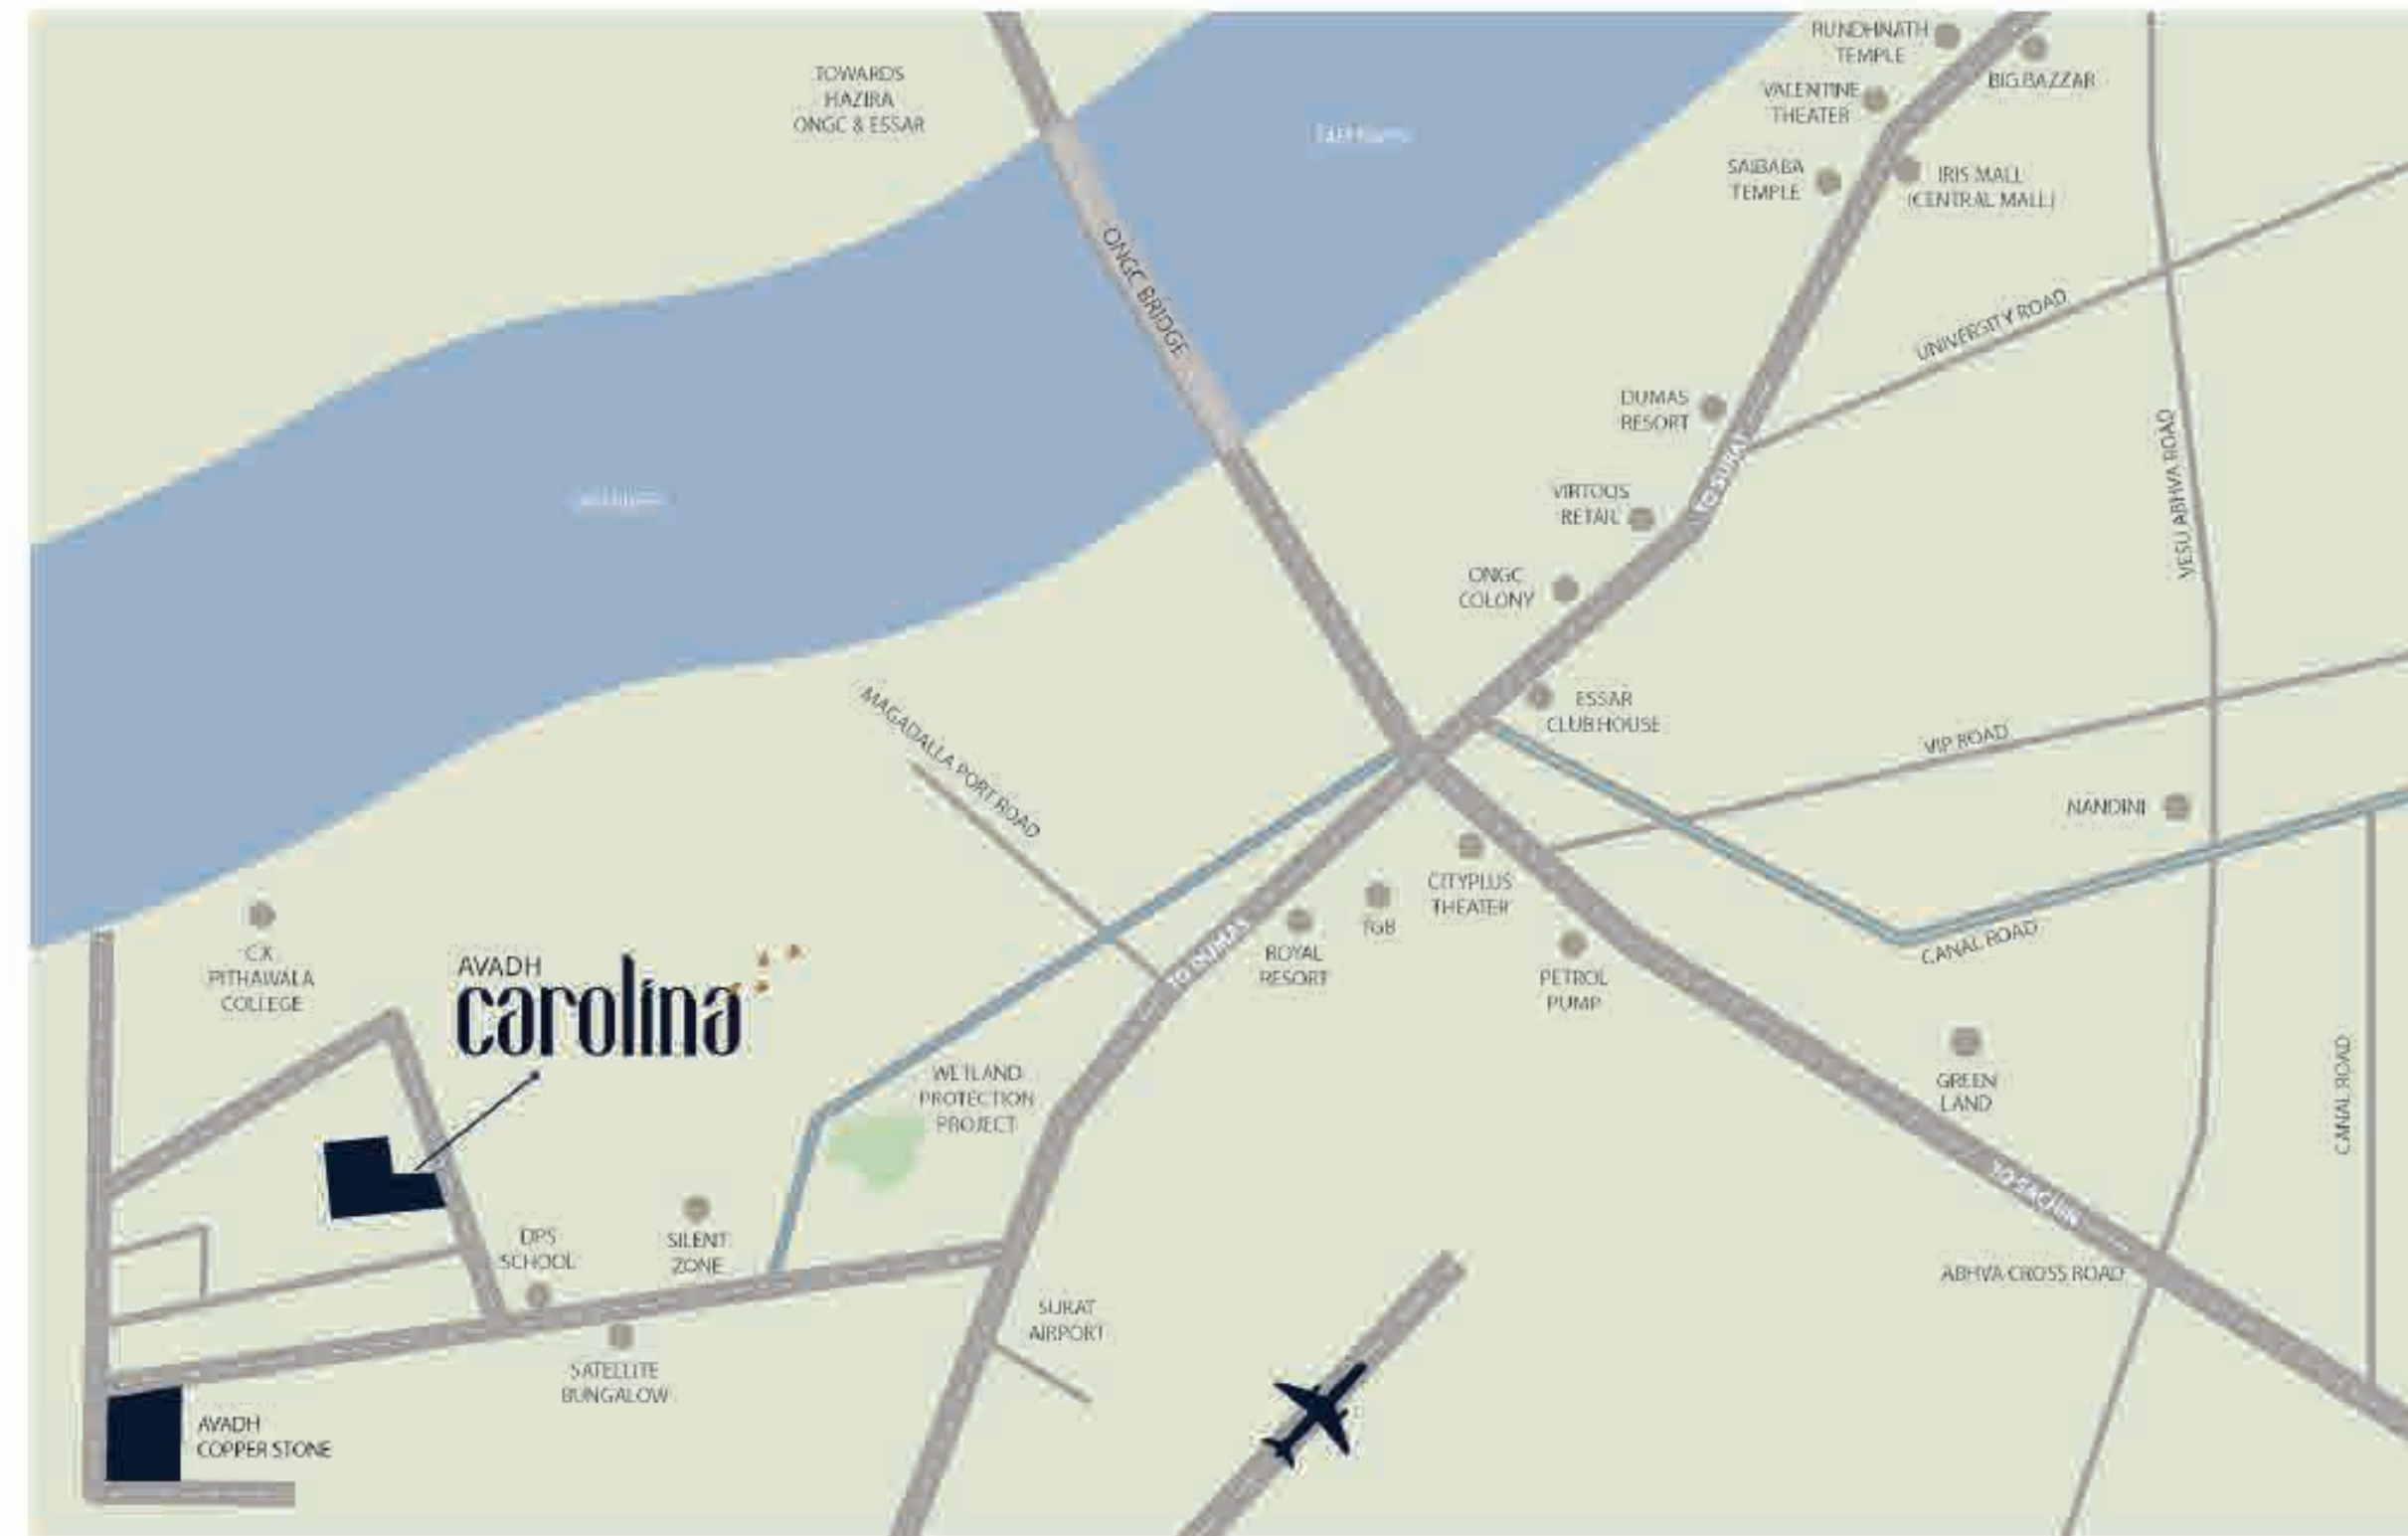 TOWARDS
HAZIRA
ONGC & ESSAR
RUNDHNATH
TEMPLE
BIG BAZZAR
VALENTINE
THEATER
SAIBABA
TEMPLE
IRIS MALL
(CENTRAL MALL)
ONGC BRIDGE
UNIVERSITY ROAD
DUMAS
RESORT
TO SURAT
VESU ABHVA ROAD
VIRTOUS
RETAIL
ONGC
COLONY
ESSAR
CLUB HOUSE
MAGADALLA PORT ROAD
VIP ROAD
NANDINI
CITYPLUS
THEATER
RGB
ROYAL
RESORT
TO DUMAS
PETROL
PUMP
CANAL ROAD
C.K.
PITHAWALA
COLLEGE
AVADH
carolina
WETLAND
PROTECTION
PROJECT
GREEN
LAND
CANAL ROAD
TO SACHIN
DPS
SCHOOL
SILENT
ZONE
ABHVA CROSS ROAD
SURAT
AIRPORT
SATELLITE
BUNGALOW
AVADH
COPPER STONE